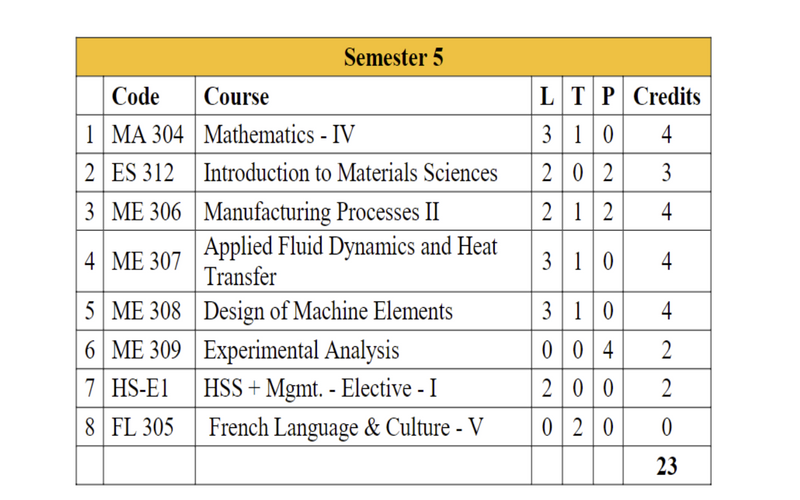 Semester 5
Code Course L T P Credits
1 MA 304 Mathematics - IV 3 1 0 4
2 ES 312 Introduction to Materials Sciences 2 0 2 3
3 ME 306 Manufacturing Processes II 2 1 2 4
4 ME 307 Applied Fluid Dynamics and Heat
Transfer 3 1 0 4
5 ME 308 Design of Machine Elements 3 1 0 4
6 ME 309 Experimental Analysis 0 0 4 2
7 HS-E1 HSS + Mgmt. - Elective - I 2 0 0 2
8 FL 305 French Language & Culture - V 0 2 0 0
23